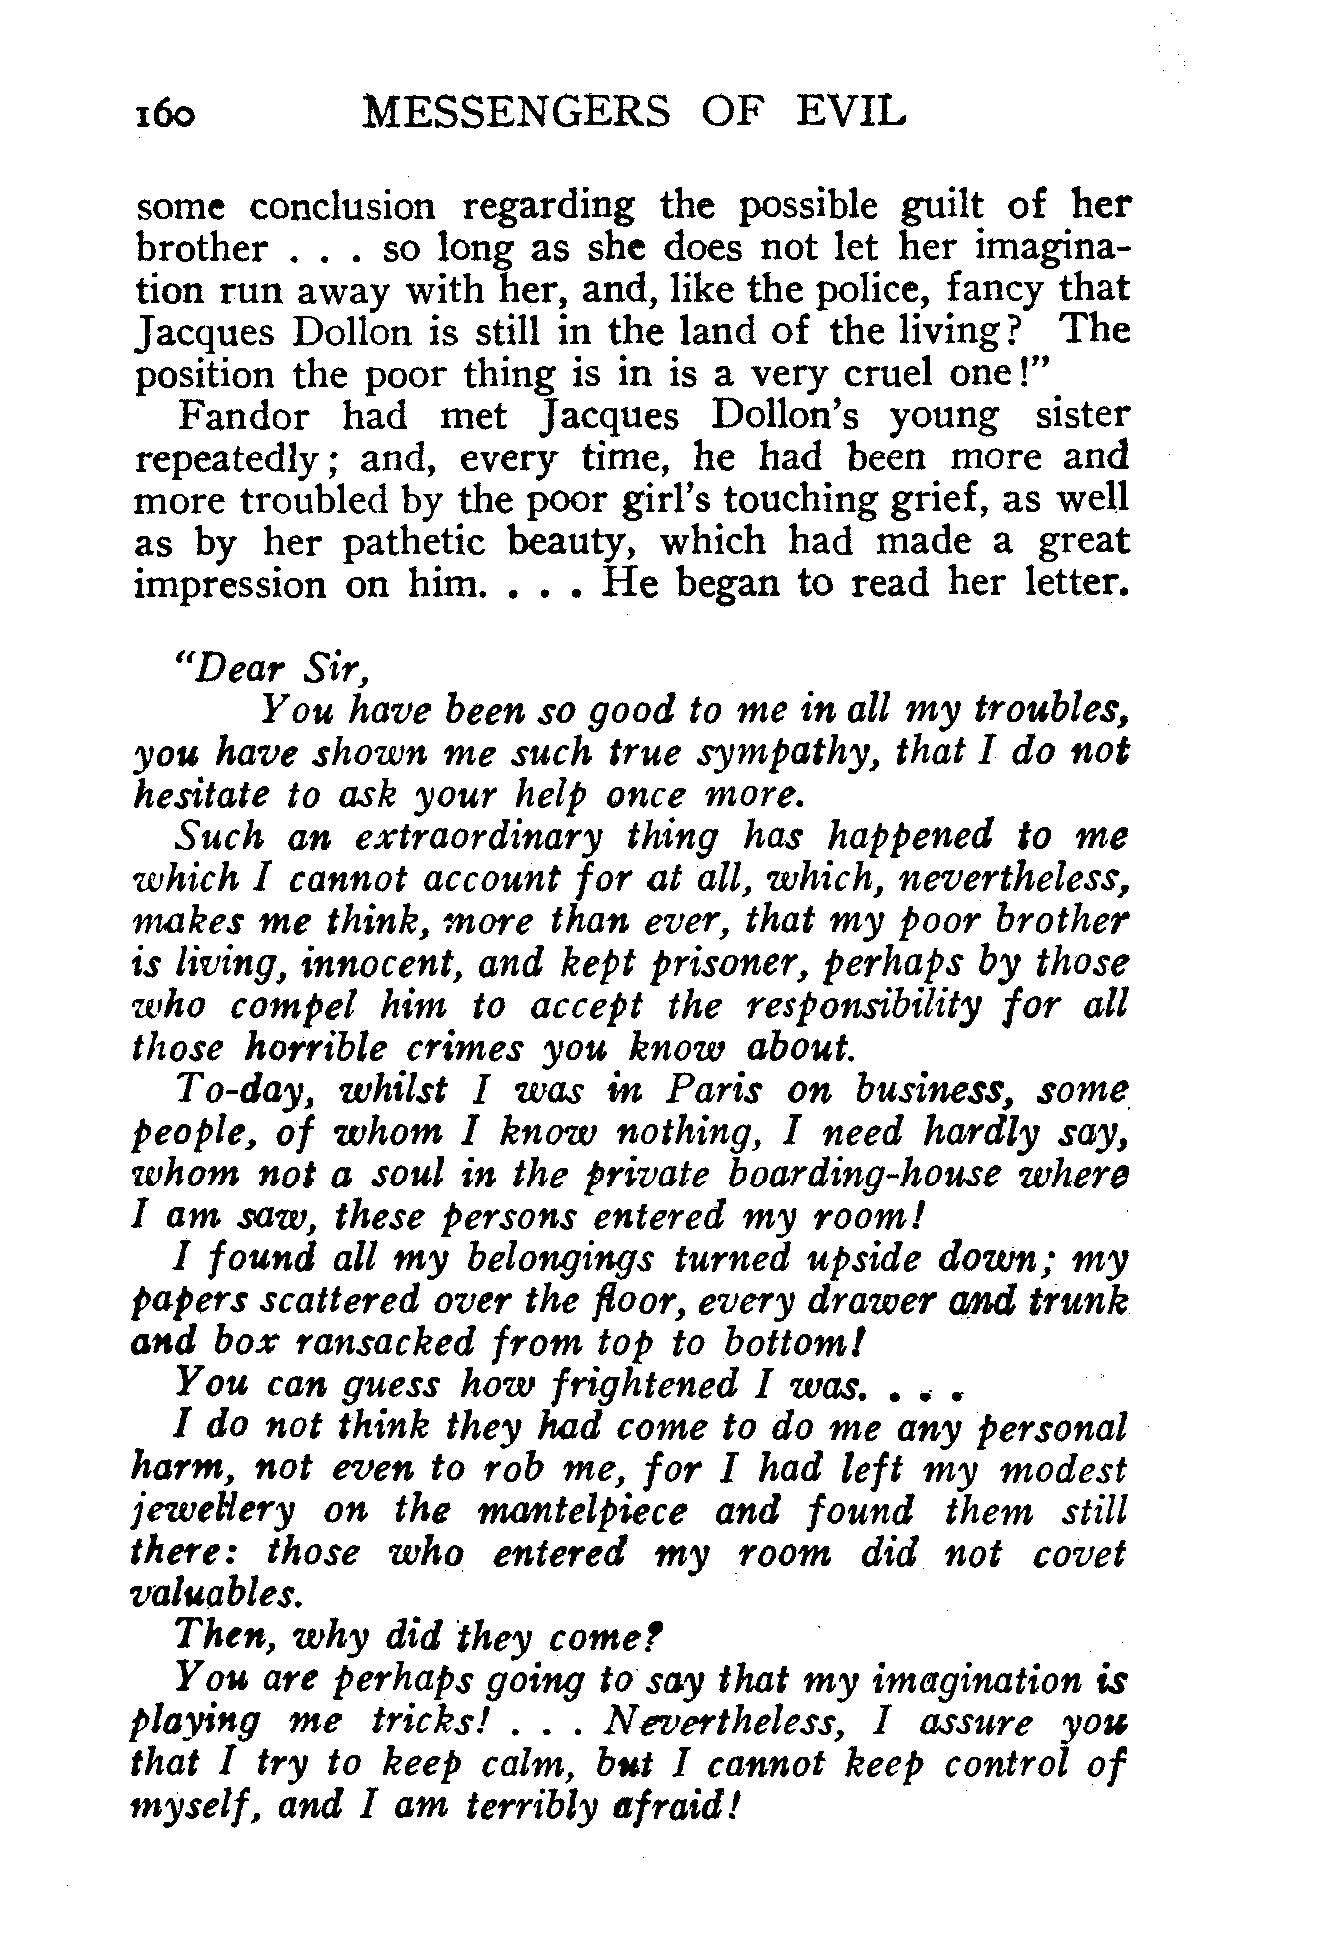 160 MESSENGERS OF EVIL
some conclusion regarding the possible guilt of her
brother . . . so long as she does not let her imagina-
tion run away with her, and, like the police, fancy that
Jacques Dollon is still in the land of the living? The
position the poor thing is in is a very cruel one!"
Fandor had met Jacques Dollon's young sister
repeatedly; and, every time, he had been more and
more troubled by the poor girl's touching grief, as well
as by her pathetic beauty, which had made a great
impression on him. . . . He began to read her letter.
"Dear Sir,
You have been so good to me in all my troubles,
you have shown me such true sympathy, that I do not
hesitate to ask your help once more.
Such an extraordinary thing has happened to me
which I cannot account for at all, which, nevertheless,
makes me think, more than ever, that my poor brother
is living, innocent, and kept prisoner, perhaps by those
who compel him to accept the responsibility for all
those horrible crimes you know about.
To-day, whilst I was in Paris on business, some
people, of whom I know nothing, I need hardly say,
whom not a soul in the private boarding-house where
I am saw, these persons entered my room!
I found all my belongings turned upside down; my
papers scattered over the floor, every drawer and trunk
and box ransacked from top to bottom!
You can guess how frightened I was. . . .
I do not think they had come to do me any personal
harm, not even to rob me, for I had left my modest
jewellery on the mantelpiece and found them still
there: those who entered my room did not covet
valuables.
Then, why did they come?
You are perhaps going to say that my imagination is
playing me tricks! . . . Nevertheless, I assure you
that I try to keep calm, but I cannot keep control of
myself, and I am terribly afraid!